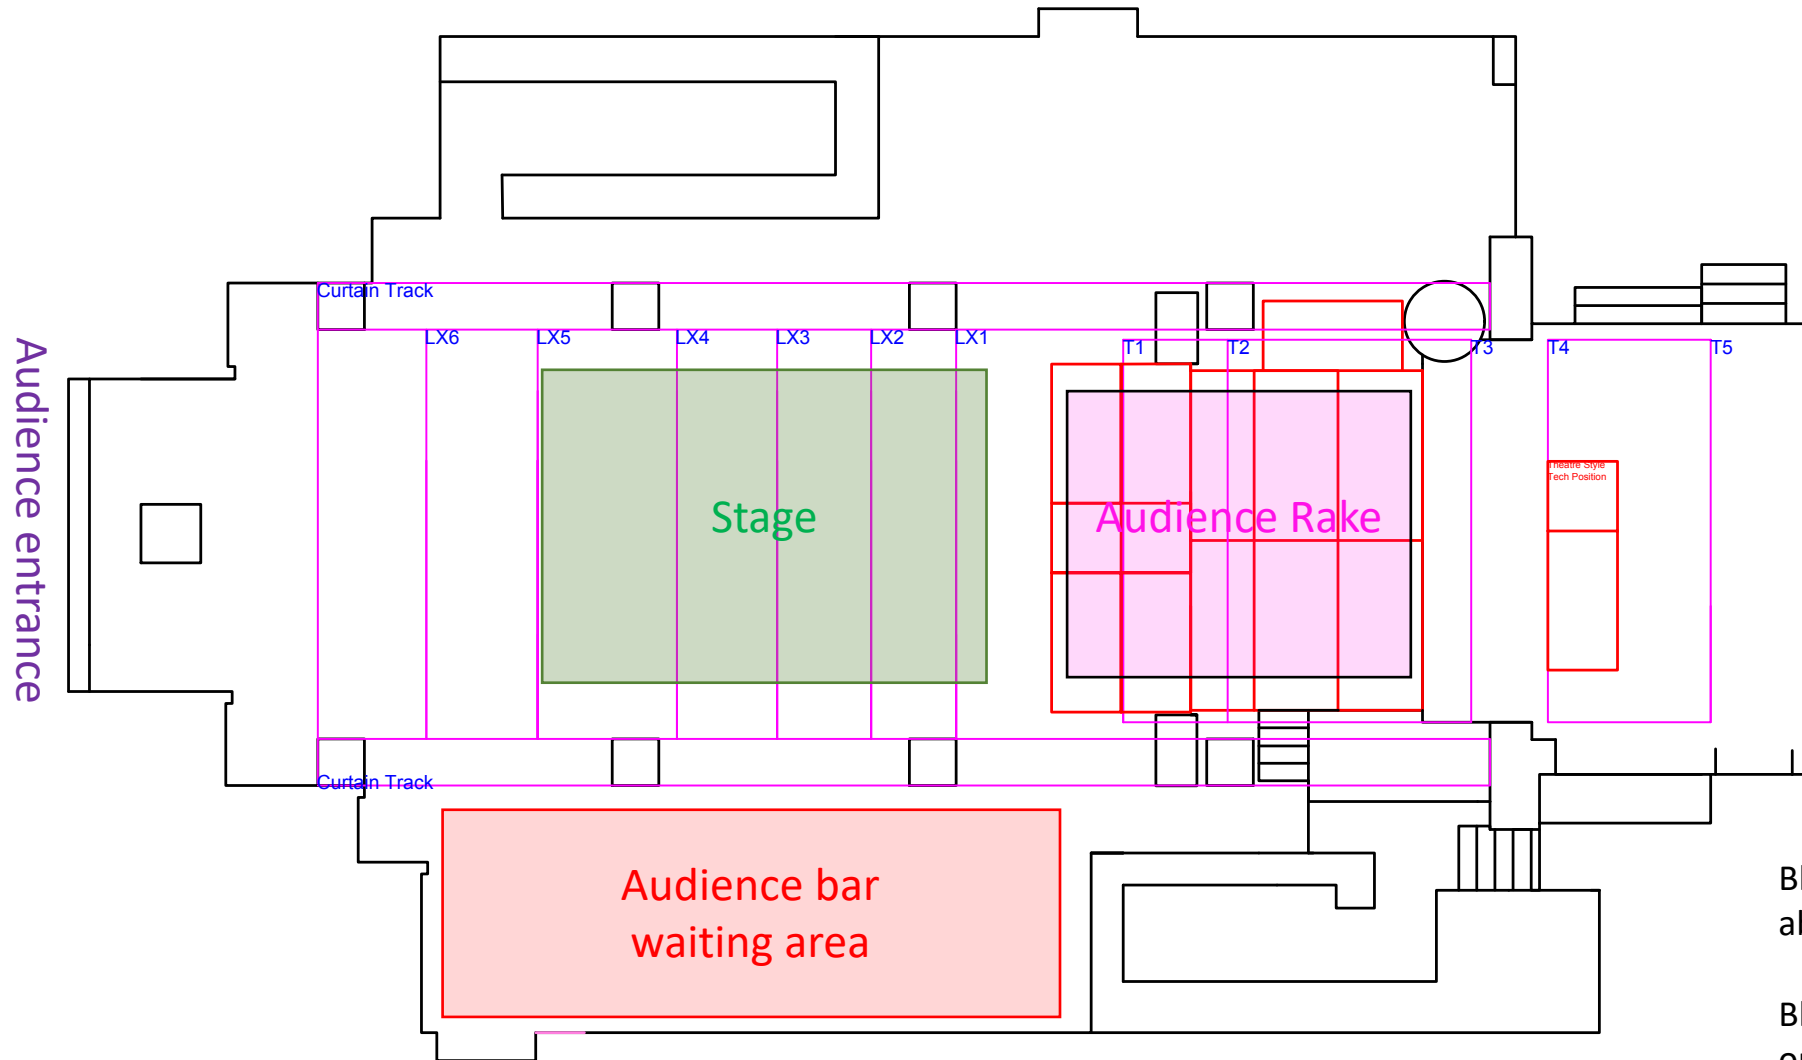 Curtain Track
LX6
LX5
LX4
LX3
LX2
LX1
T1
T2
T3
T4
T5
Audience entrance
Stage
Audience Rake
Theatre Style
Tech Position
Curtain Track
Audience bar
waiting area